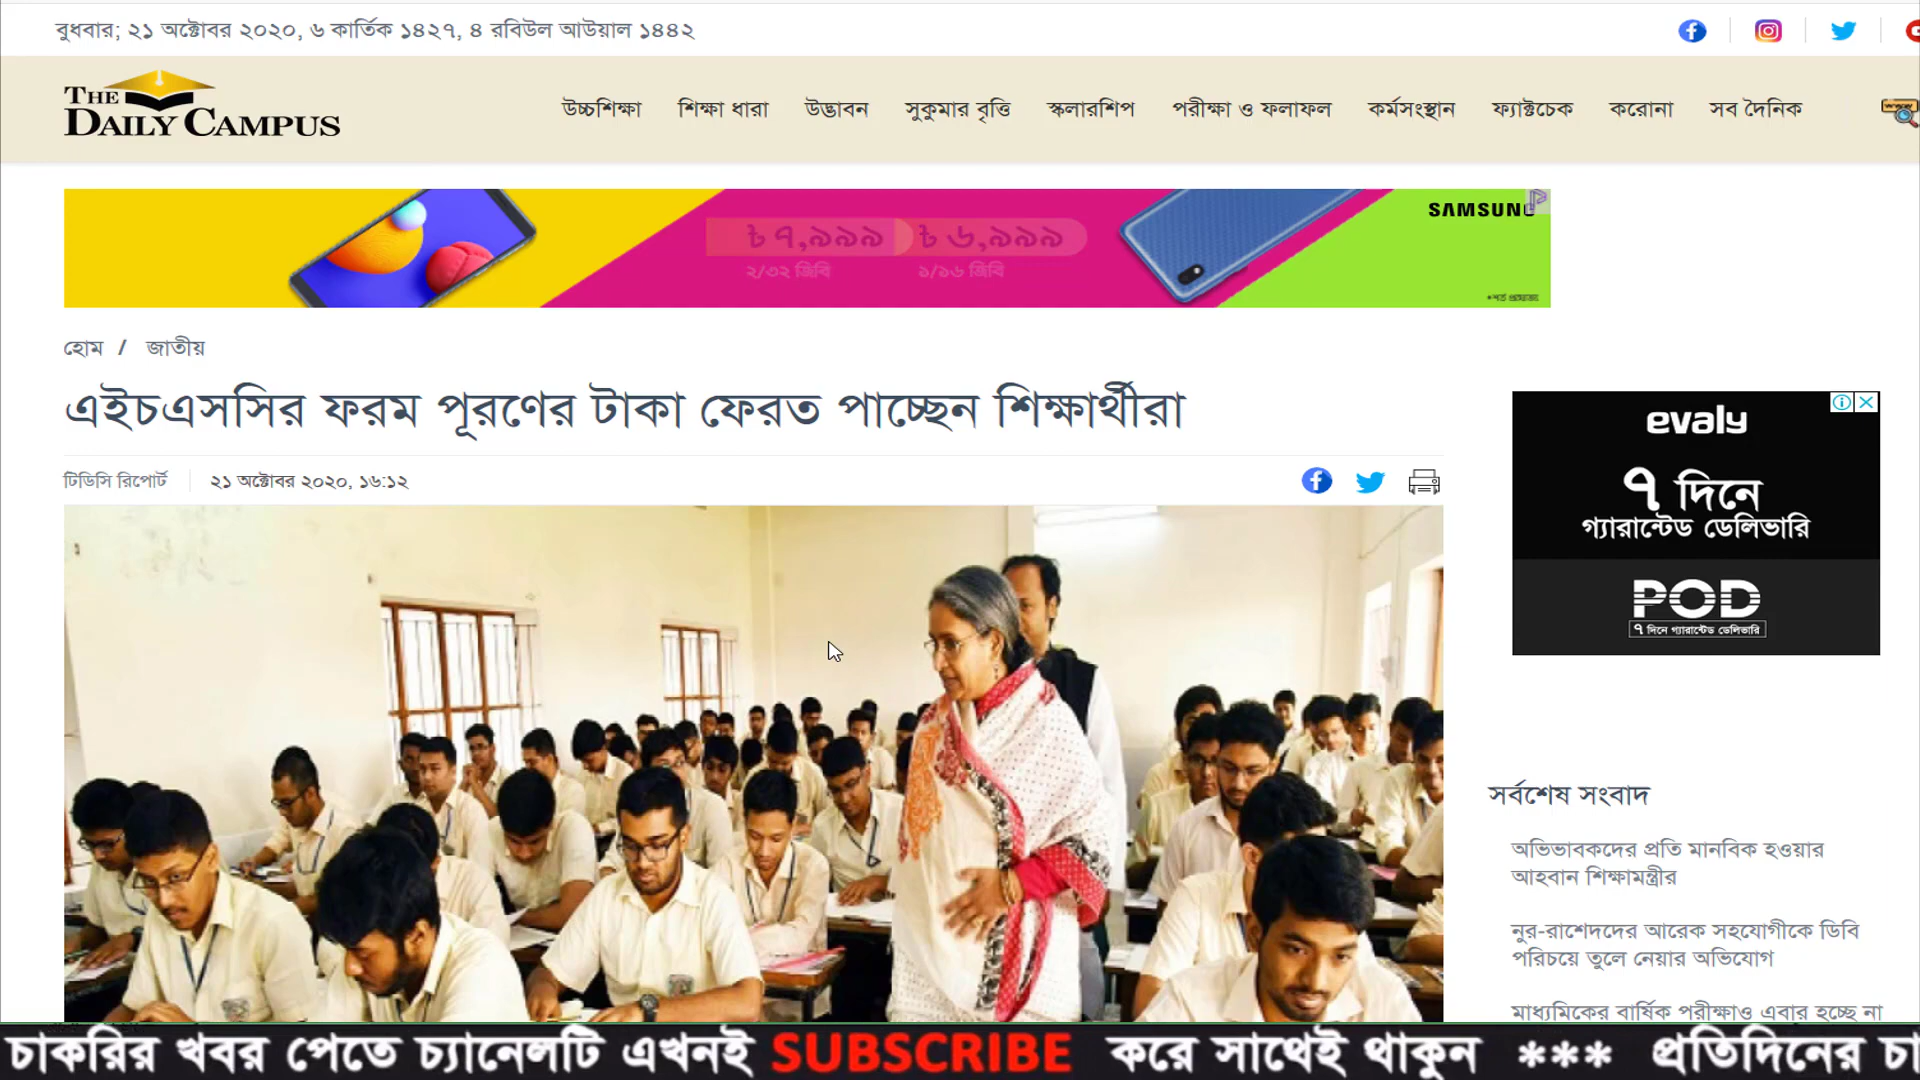 বুধবার; ২১ অক্টোবর ২০২০, ৬ কার্তিক ১৪২৭, ৪ রবিউল আউয়াল ১৪৪২
THE
DAILY CAMPUS
উচ্চশিক্ষা শিক্ষা ধারা উদ্ভাবন সুকুমার বৃত্তি স্কলারশিপ পরীক্ষা ও ফলাফল কর্মসংস্থান ফ্যাক্টচেক করোনা সব দৈনিক
SAMSUNG
৳ ৭,৯৯৯ ৳ ৬,৯৯৯
২/৩২ জিবি ১/১৬ জিবি
*শর্ত প্রযোজ্য
হোম / জাতীয়
এইচএসসির ফরম পূরণের টাকা ফেরত পাচ্ছেন শিক্ষার্থীরা
টিডিসি রিপোর্ট
২১ অক্টোবর ২০২০, ১৬:১২
evaly
৭ দিনে
গ্যারান্টেড ডেলিভারি
POD
৭ দিনে গ্যারান্টেড ডেলিভারি
সর্বশেষ সংবাদ
অভিভাবকদের প্রতি মানবিক হওয়ার
আহবান শিক্ষামন্ত্রীর
নুর-রাশেদদের আরেক সহযোগীকে ডিবি
পরিচয়ে তুলে নেয়ার অভিযোগ
মাধ্যমিকের বার্ষিক পরীক্ষাও এবার হচ্ছে না
চাকরির খবর পেতে চ্যানেলটি এখনই SUBSCRIBE করে সাথেই থাকুন *** প্রতিদিনের চা